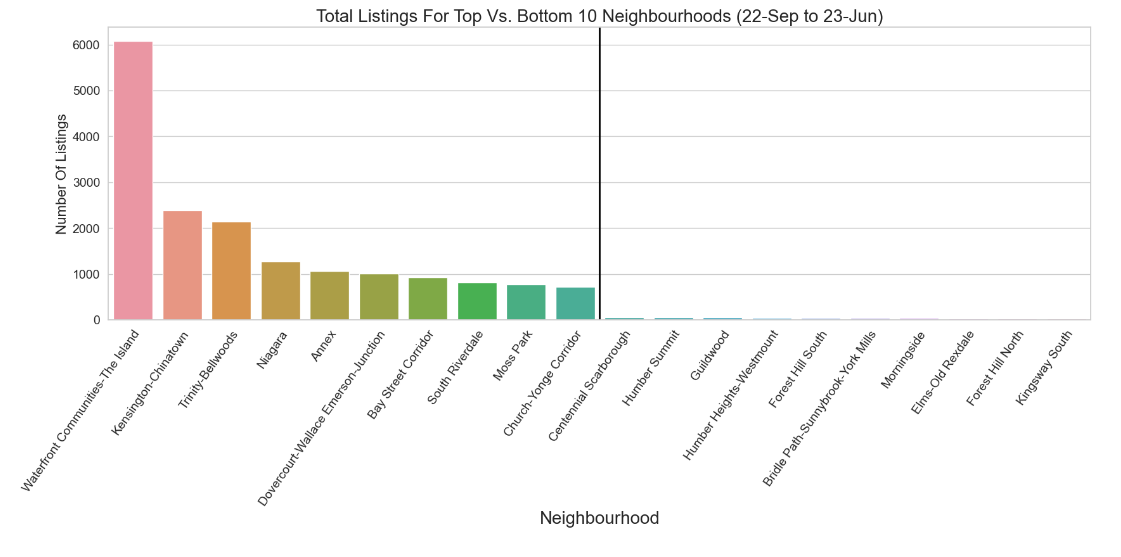 Total Listings For Top Vs. Bottom 10 Neighbourhoods (22-Sep to 23-Jun)
Number Of Listings
6000
5000
4000
3000
2000
1000
0
Waterfront Communities-The Island
Kensington-Chinatown
Trinity-Bellwoods
Niagara
Annex
Dovercourt-Wallace Emerson-Junction
Bay Street Corridor
South Riverdale
Moss Park
Church-Yonge Corridor
Centennial Scarborough
Humber Summit
Guildwood
Humber Heights-Westmount
Forest Hill South
Bridle Path-Sunnybrook-York Mills
Morningside
Elms-Old Rexdale
Forest Hill North
Kingsway South
Neighbourhood